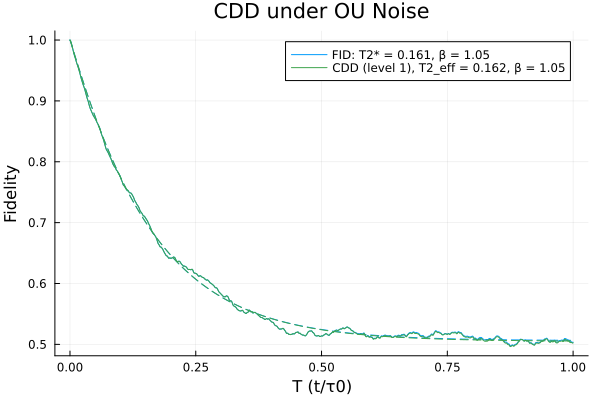 CDD under OU Noise
FID: T2* = 0.161, β = 1.05
CDD (level 1), T2_eff = 0.162, β = 1.05
Fidelity
1.0
0.9
0.8
0.7
0.6
0.5
0.00
0.25
0.50
0.75
1.00
T (t/τ0)